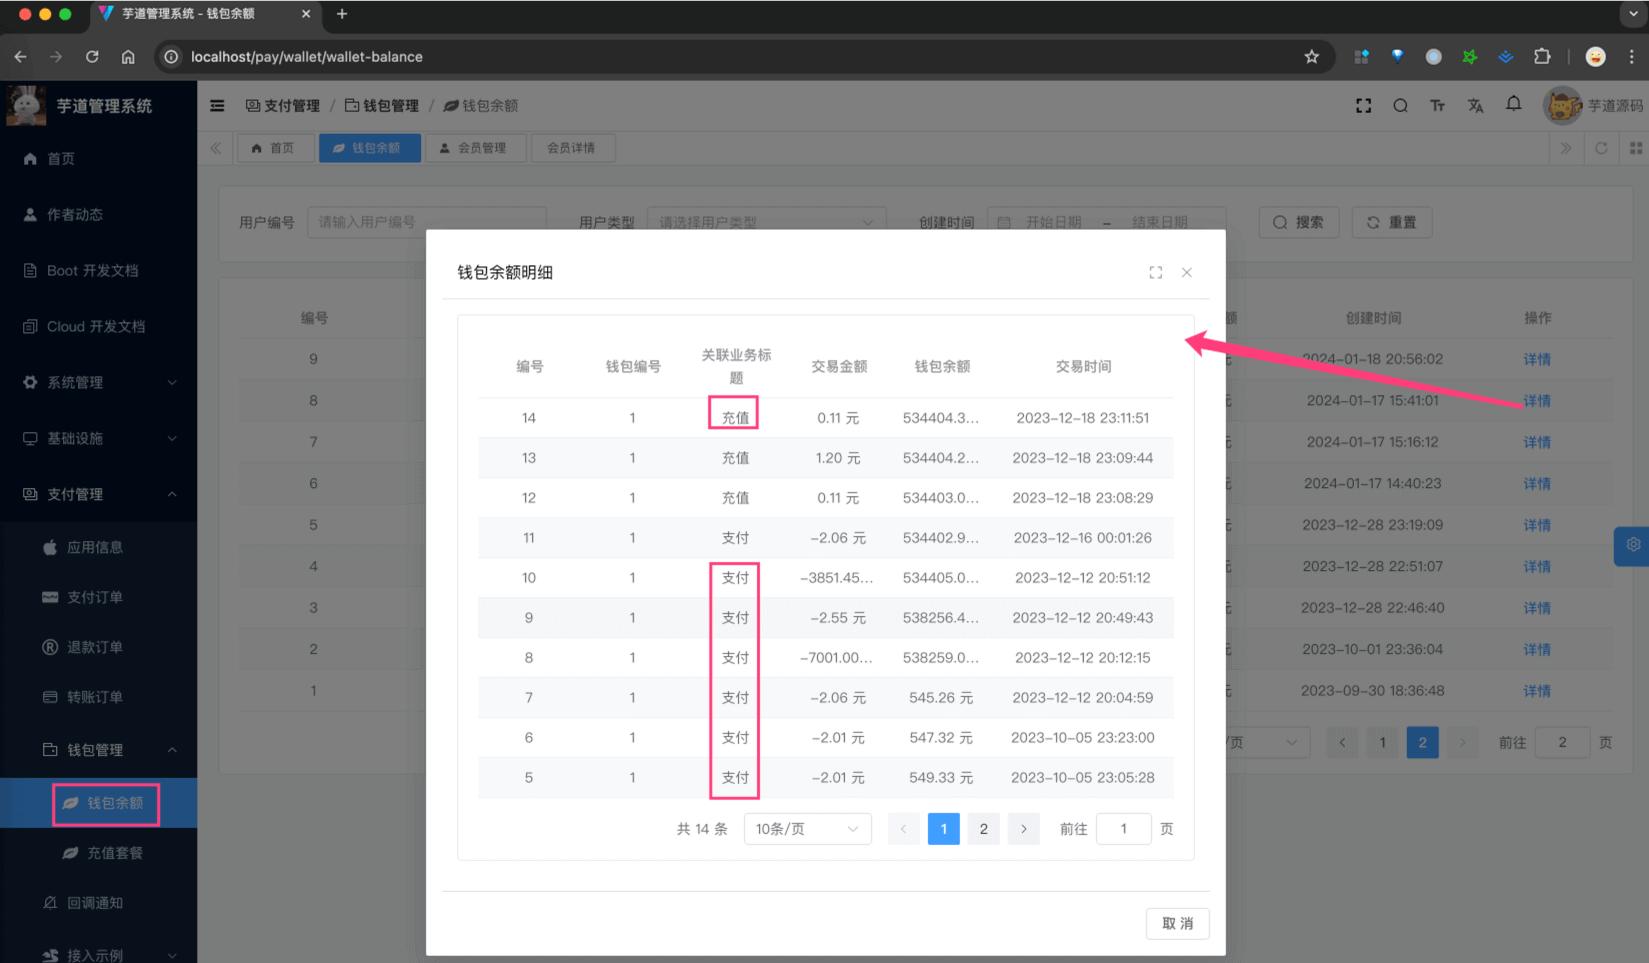 芋道管理系统 - 钱包余额
localhost/pay/wallet/wallet-balance
芋道管理系统
支付管理 / 钱包管理 / 钱包余额
芋道源码
首页
钱包余额
会员管理
会员详情
首页
作者动态
Boot 开发文档
Cloud 开发文档
系统管理
基础设施
支付管理
应用信息
支付订单
退款订单
转账订单
钱包管理
钱包余额
充值套餐
回调通知
接入示例
用户编号 请输入用户编号 用户类型 请选择用户类型 创建时间 开始日期 – 结束日期 搜索 重置
编号 额 创建时间 操作
9 元 2024-01-18 20:56:02 详情
8 元 2024-01-17 15:41:01 详情
7 元 2024-01-17 15:16:12 详情
6 元 2024-01-17 14:40:23 详情
5 元 2023-12-28 23:19:09 详情
4 元 2023-12-28 22:51:07 详情
3 元 2023-12-28 22:46:40 详情
2 元 2023-10-01 23:36:04 详情
1 元 2023-09-30 18:36:48 详情
/页 1 2 前往 2 页
钱包余额明细
编号 钱包编号 关联业务标题 交易金额 钱包余额 交易时间
14 1 充值 0.11 元 534404.3... 2023-12-18 23:11:51
13 1 充值 1.20 元 534404.2... 2023-12-18 23:09:44
12 1 充值 0.11 元 534403.0... 2023-12-18 23:08:29
11 1 支付 -2.06 元 534402.9... 2023-12-16 00:01:26
10 1 支付 -3851.45... 534405.0... 2023-12-12 20:51:12
9 1 支付 -2.55 元 538256.4... 2023-12-12 20:49:43
8 1 支付 -7001.00... 538259.0... 2023-12-12 20:12:15
7 1 支付 -2.06 元 545.26 元 2023-12-12 20:04:59
6 1 支付 -2.01 元 547.32 元 2023-10-05 23:23:00
5 1 支付 -2.01 元 549.33 元 2023-10-05 23:05:28
共 14 条 10条/页 1 2 前往 1 页
取 消